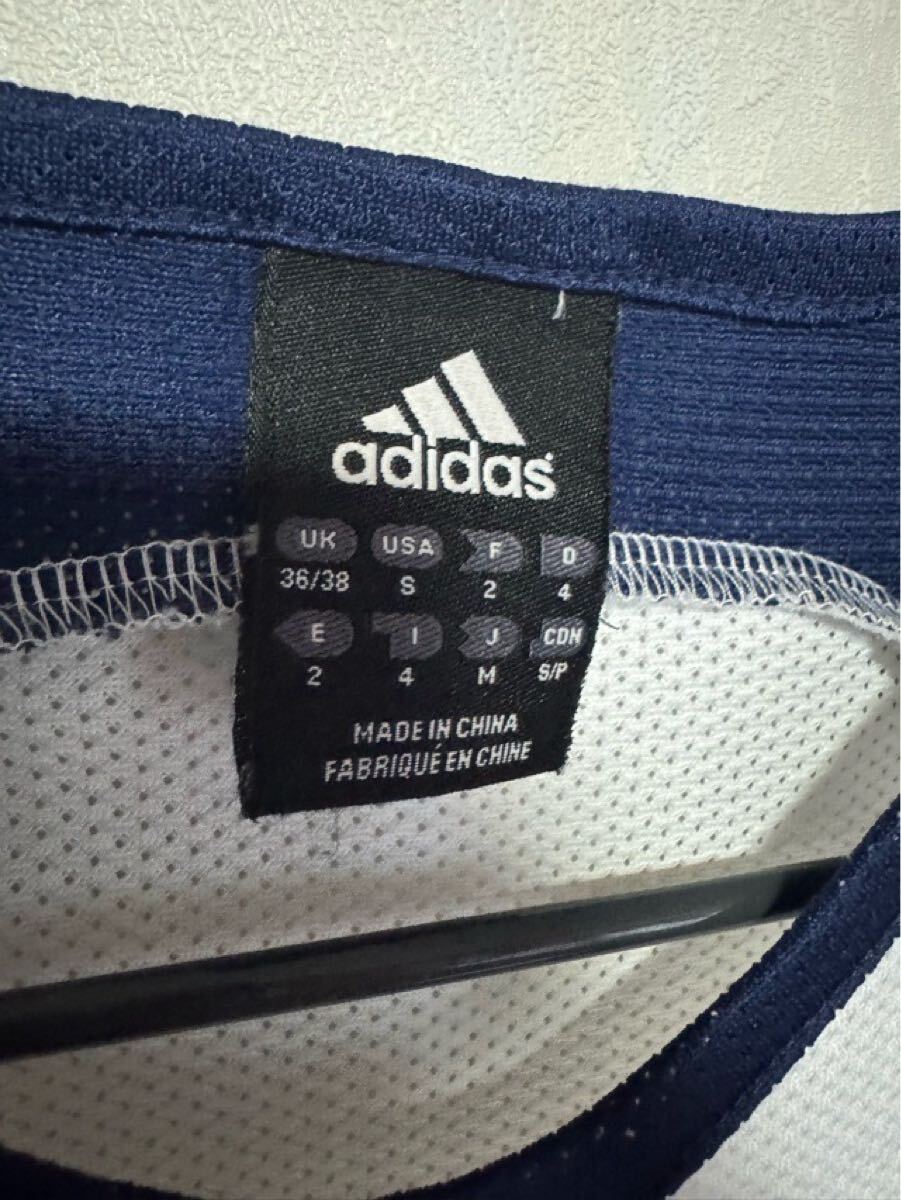 adidas
UK USA F D
36/38 S 2 4
E I J CDN
2 4 M S/P
MADE IN CHINA
FABRIQUÉ EN CHINE